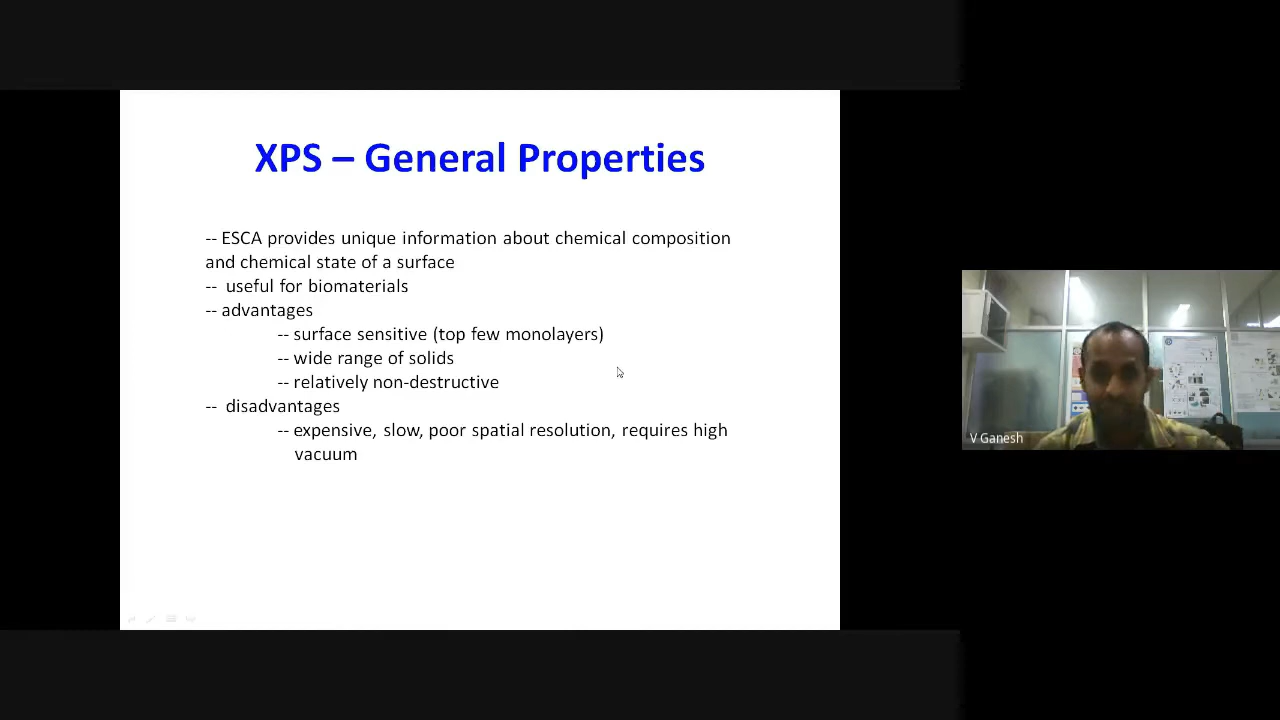 XPS – General Properties
-- ESCA provides unique information about chemical composition
and chemical state of a surface
-- useful for biomaterials
-- advantages
-- surface sensitive (top few monolayers)
-- wide range of solids
-- relatively non-destructive
-- disadvantages
-- expensive, slow, poor spatial resolution, requires high
vacuum
V Ganesh